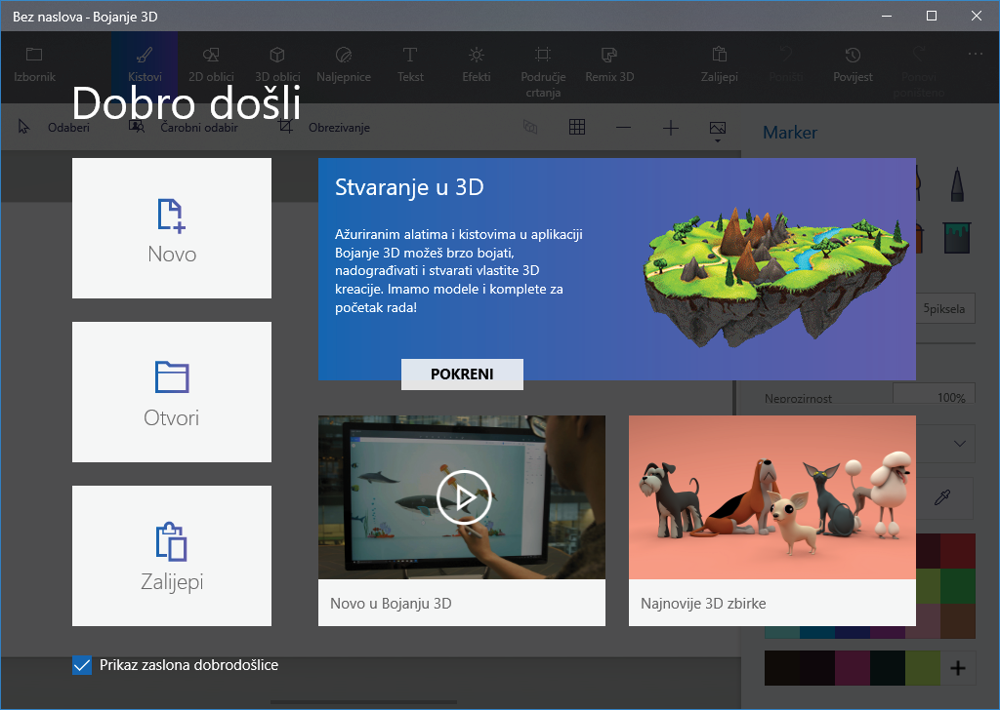 Bez naslova - Bojanje 3D
Izbornik
Kistovi
2D oblici
3D oblici
Naljepnice
Tekst
Efekti
Područje
crtanja
Remix 3D
Zalijepi
Poništi
Povijest
Ponovi
poništeno
Dobro došli
Odaberi
Čarobni odabir
Obrezivanje
Marker
Novo
Otvori
Zalijepi
Stvaranje u 3D
Ažuriranim alatima i kistovima u aplikaciji
Bojanje 3D možeš brzo bojati,
nadograđivati i stvarati vlastite 3D
kreacije. Imamo modele i komplete za
početak rada!
POKRENI
5piksela
Neprozirnost
100%
Novo u Bojanju 3D
Najnovije 3D zbirke
Prikaz zaslona dobrodošlice